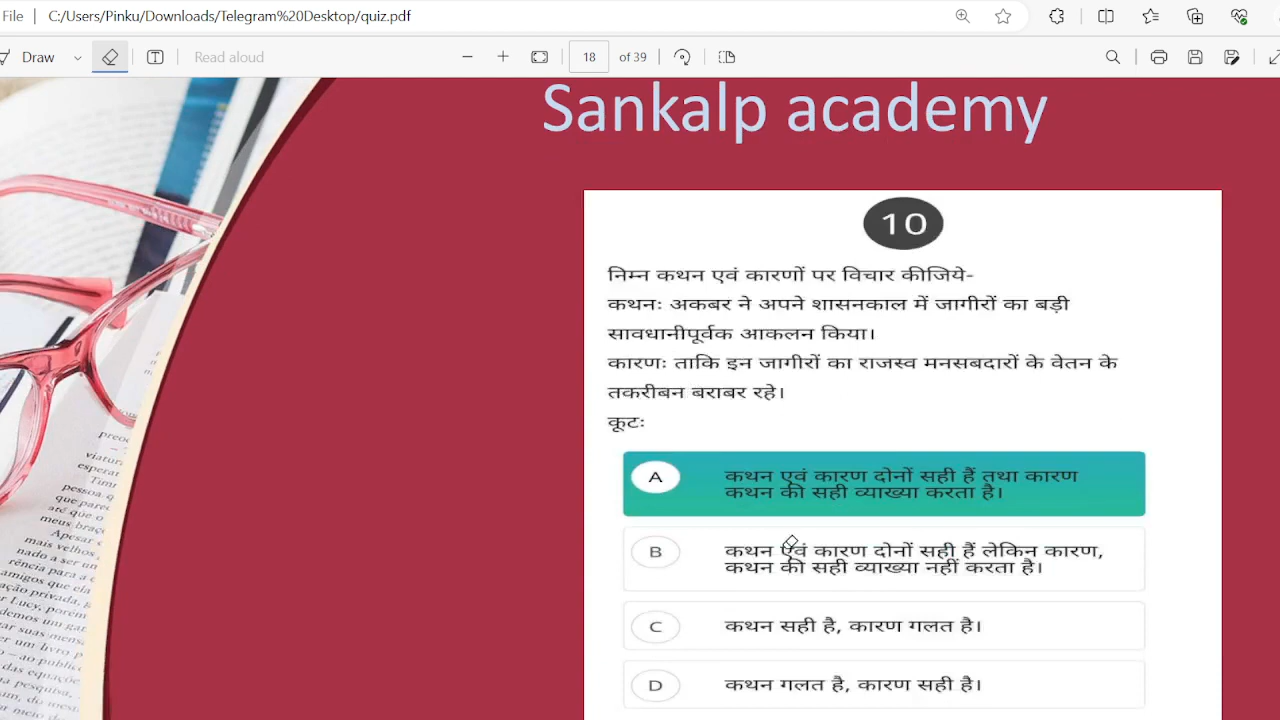 File
C:/Users/Pinku/Downloads/Telegram%20Desktop/quiz.pdf
Draw
Read aloud
18 of 39
Sankalp academy
10
निम्न कथन एवं कारणों पर विचार कीजिये-
कथनः अकबर ने अपने शासनकाल में जागीरों का बड़ी
सावधानीपूर्वक आकलन किया।
कारणः ताकि इन जागीरों का राजस्व मनसबदारों के वेतन के
तकरीबन बराबर रहे।
कूटः
A
कथन एवं कारण दोनों सही हैं तथा कारण
कथन की सही व्याख्या करता है।
B
कथन एवं कारण दोनों सही हैं लेकिन कारण,
कथन की सही व्याख्या नहीं करता है।
C
कथन सही है, कारण गलत है।
D
कथन गलत है, कारण सही है।